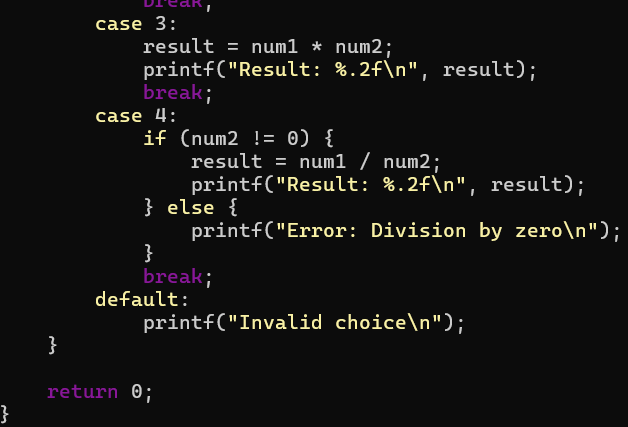 break;
        case 3:
            result = num1 * num2;
            printf("Result: %.2f\n", result);
            break;
        case 4:
            if (num2 != 0) {
                result = num1 / num2;
                printf("Result: %.2f\n", result);
            } else {
                printf("Error: Division by zero\n");
            }
            break;
        default:
            printf("Invalid choice\n");
    }

    return 0;
}